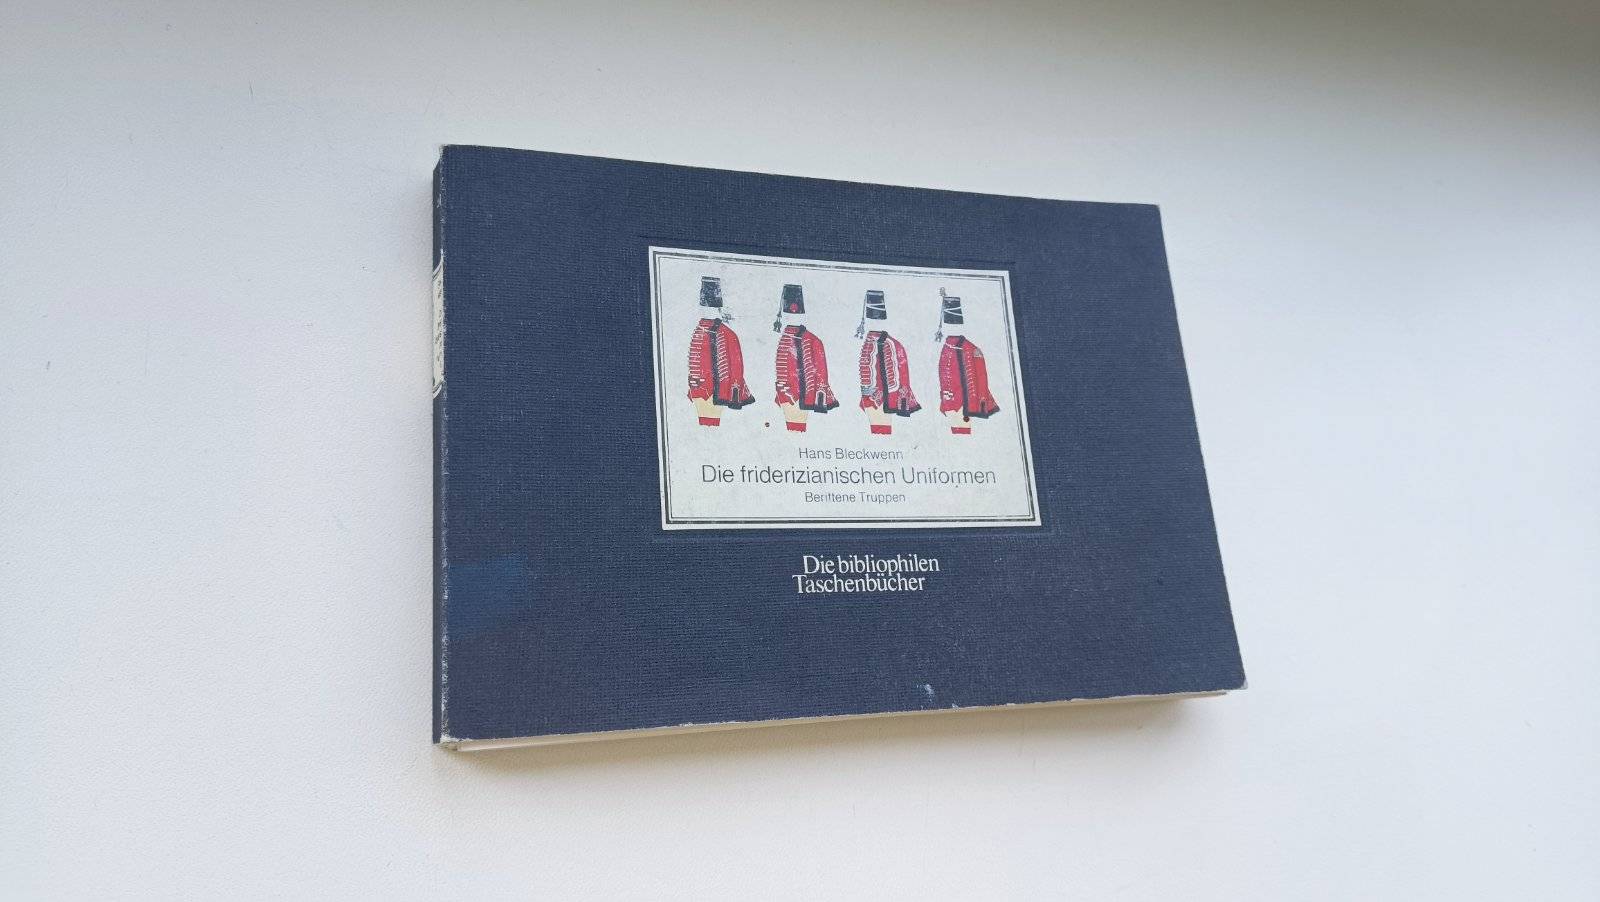 Hans Bleckwenn
Die friderizianischen Uniformen
Berittene Truppen
Die bibliophilen
Taschenbücher